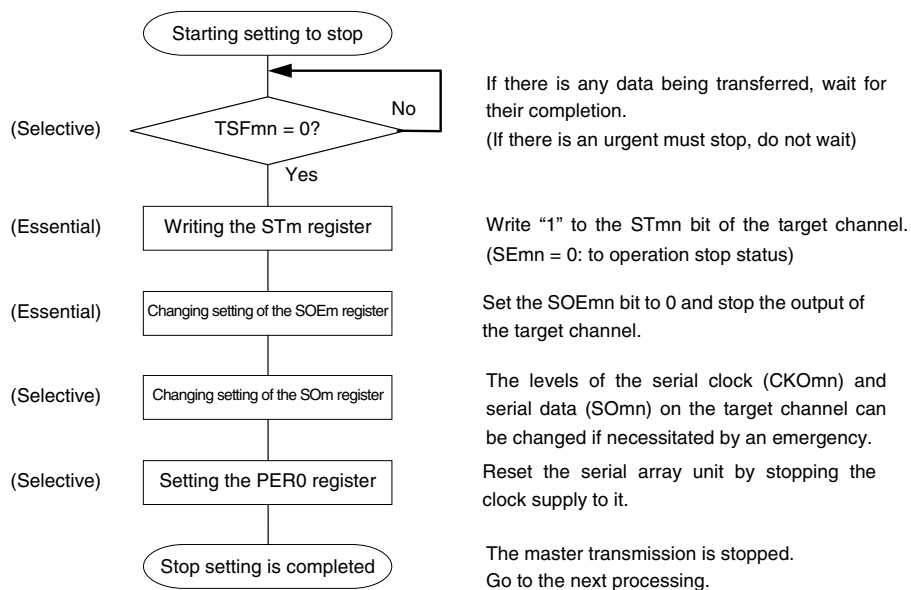 Starting setting to stop
No
If there is any data being transferred, wait for
their completion.
(Selective)
TSFmn = 0?
(If there is an urgent must stop, do not wait)
Yes
(Essential)
Writing the STm register
Write “1” to the STmn bit of the target channel.
(SEmn = 0: to operation stop status)
(Essential)
Changing setting of the SOEm register
Set the SOEmn bit to 0 and stop the output of
the target channel.
(Selective)
Changing setting of the SOm register
The levels of the serial clock (CKOmn) and
serial data (SOmn) on the target channel can
be changed if necessitated by an emergency.
(Selective)
Setting the PER0 register
Reset the serial array unit by stopping the
clock supply to it.
Stop setting is completed
The master transmission is stopped.
Go to the next processing.